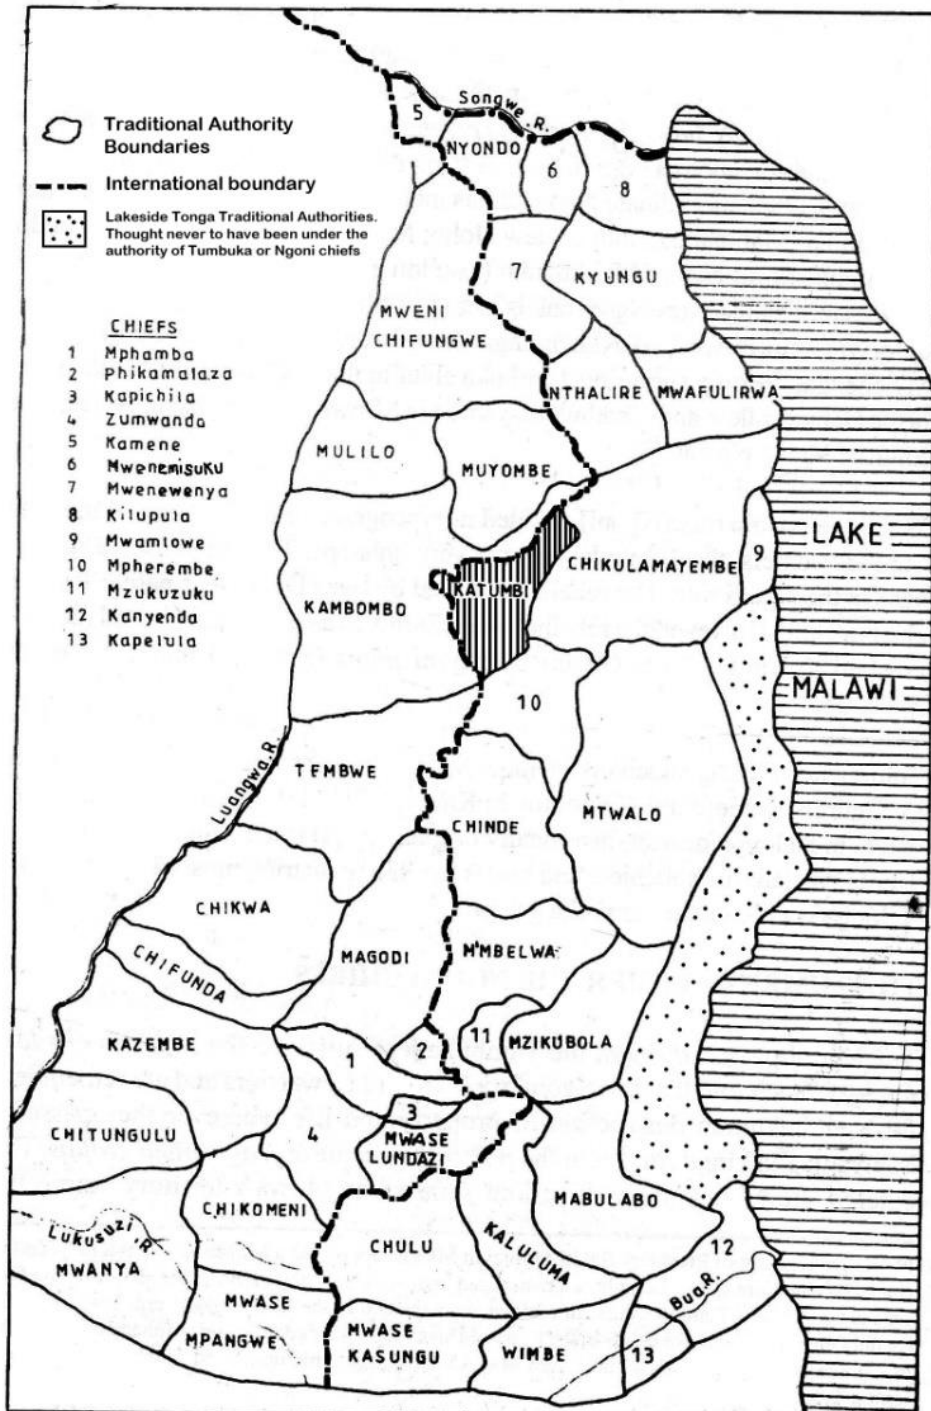 Traditional Authority
Boundaries
International boundary
Lakeside Tonga Traditional Authorities.
Thought never to have been under the
authority of Tumbuka or Ngoni chiefs
CHIEFS
1 Mphamba
2 Phikamalaza
3 Kapichila
4 Zumwanda
5 Kamene
6 Mwenemisuku
7 Mwenewenya
8 Kilupula
9 Mwamlowe
10 Mpherembe
11 Mzukuzuku
12 Kanyenda
13 Kapelula
Songwe R.
5
NYONDO
6
8
7
KYUNGU
MWENI
CHIFUNGWE
NTHALIRE
MWAFULIRWA
MULILO
MUYOMBE
LAKE
9
CHIKULAMAYEMBE
KATUMBI
KAMBOMBO
MALAWI
10
Luangwa R.
TEMBWE
CHINDE
MTWALO
CHIKWA
CHIFUNDA
MAGODI
M'MBELWA
KAZEMBE
1
2
11
MZIKUBOLA
3
4
MWASE
LUNDAZI
CHITUNGULU
CHIKOMENI
MABULABO
Lukusuzi
R.
CHULU
KALULUMA
12
MWANYA
Bua R.
MWASE
MPANGWE
MWASE
KASUNGU
WIMBE
13